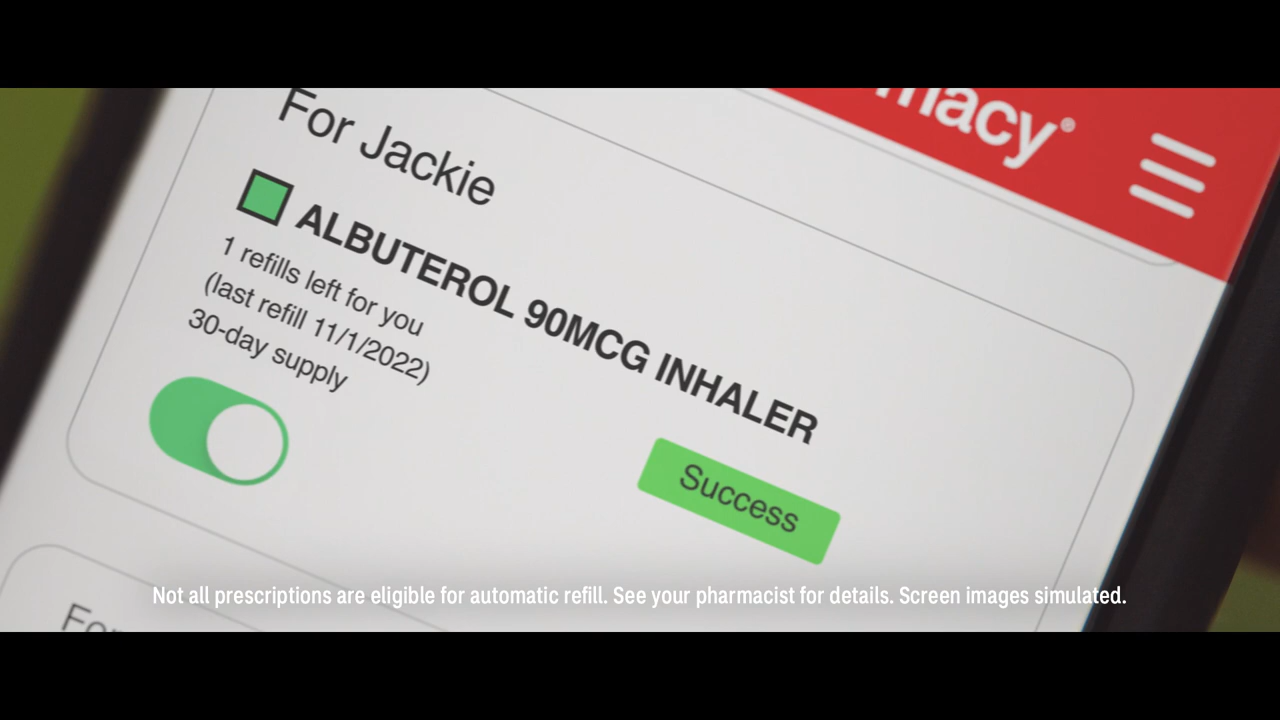 macy®
For Jackie
ALBUTEROL 90MCG INHALER
1 refills left for you
(last refill 11/1/2022)
30-day supply
Success
For
Not all prescriptions are eligible for automatic refill. See your pharmacist for details. Screen images simulated.